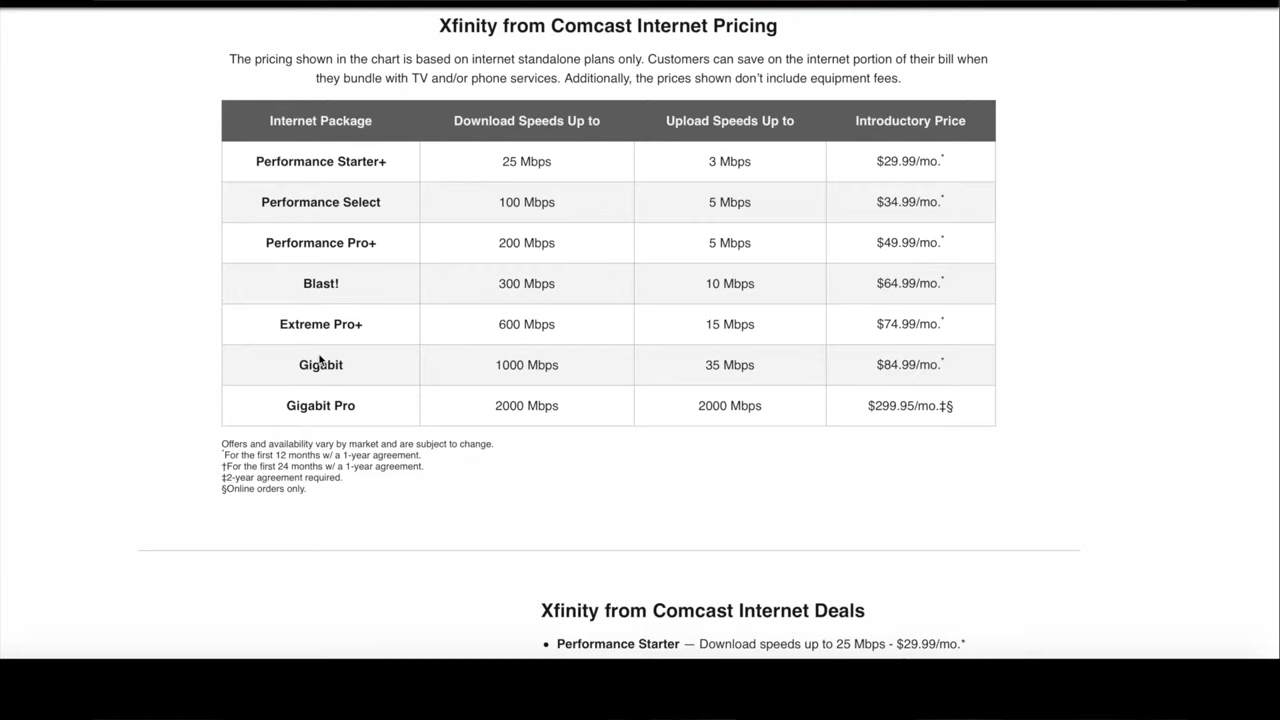 Xfinity from Comcast Internet Pricing
The pricing shown in the chart is based on internet standalone plans only. Customers can save on the internet portion of their bill when
they bundle with TV and/or phone services. Additionally, the prices shown don’t include equipment fees.
Internet Package Download Speeds Up to Upload Speeds Up to Introductory Price
Performance Starter+ 25 Mbps 3 Mbps $29.99/mo.*
Performance Select 100 Mbps 5 Mbps $34.99/mo.*
Performance Pro+ 200 Mbps 5 Mbps $49.99/mo.*
Blast! 300 Mbps 10 Mbps $64.99/mo.*
Extreme Pro+ 600 Mbps 15 Mbps $74.99/mo.*
Gigabit 1000 Mbps 35 Mbps $84.99/mo.*
Gigabit Pro 2000 Mbps 2000 Mbps $299.95/mo.‡§
Offers and availability vary by market and are subject to change.
*For the first 12 months w/ a 1-year agreement.
†For the first 24 months w/ a 1-year agreement.
‡2-year agreement required.
§Online orders only.
Xfinity from Comcast Internet Deals
• Performance Starter — Download speeds up to 25 Mbps - $29.99/mo.*